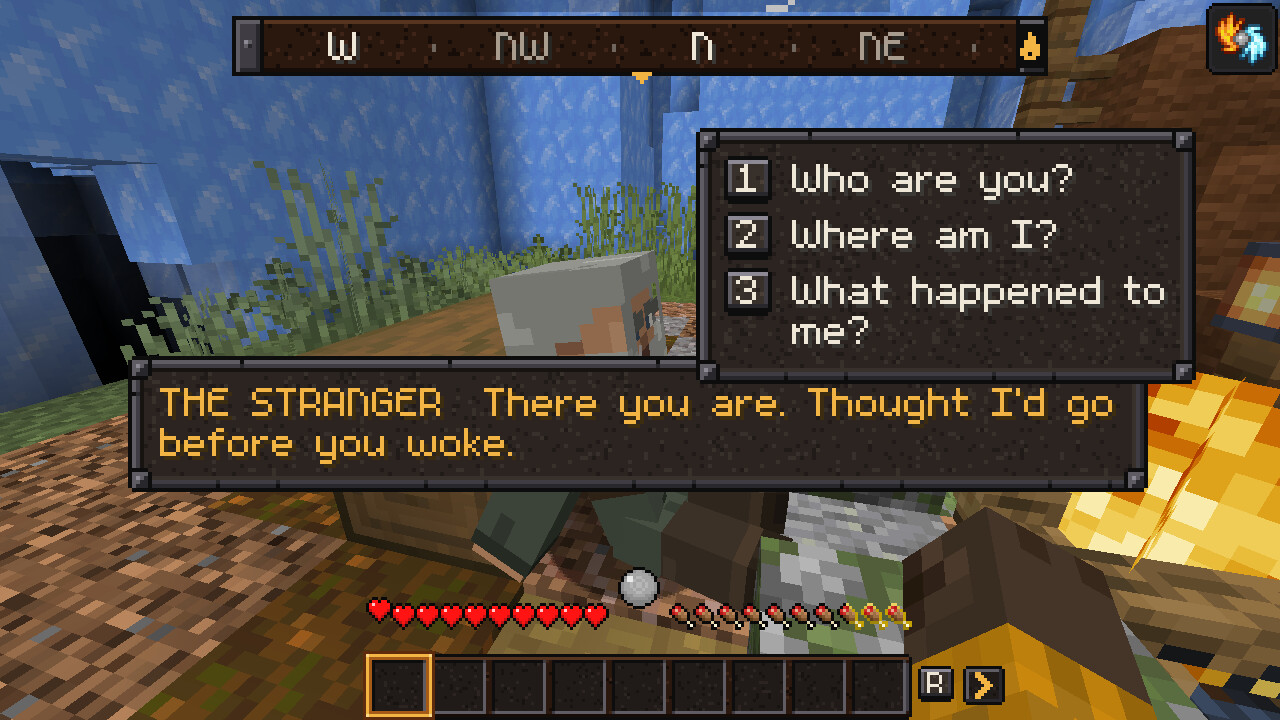 W NW N NE
1 Who are you?
2 Where am I?
3 What happened to
me?
THE STRANGER There you are. Thought I'd go
before you woke.
R